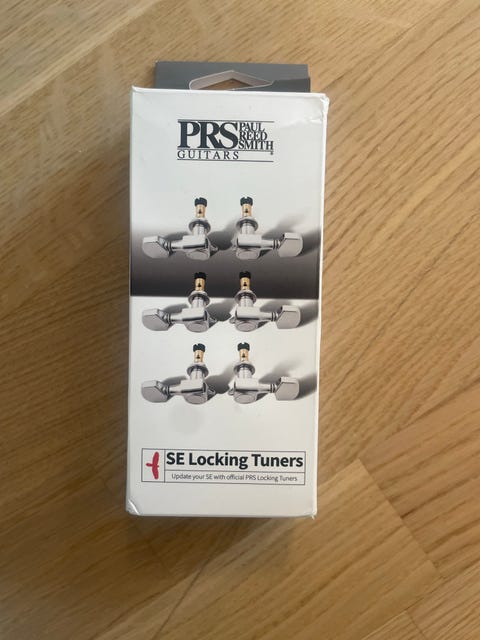 PRS PAUL
REED
SMITH
GUITARS
SE Locking Tuners
Update your SE with official PRS Locking Tuners